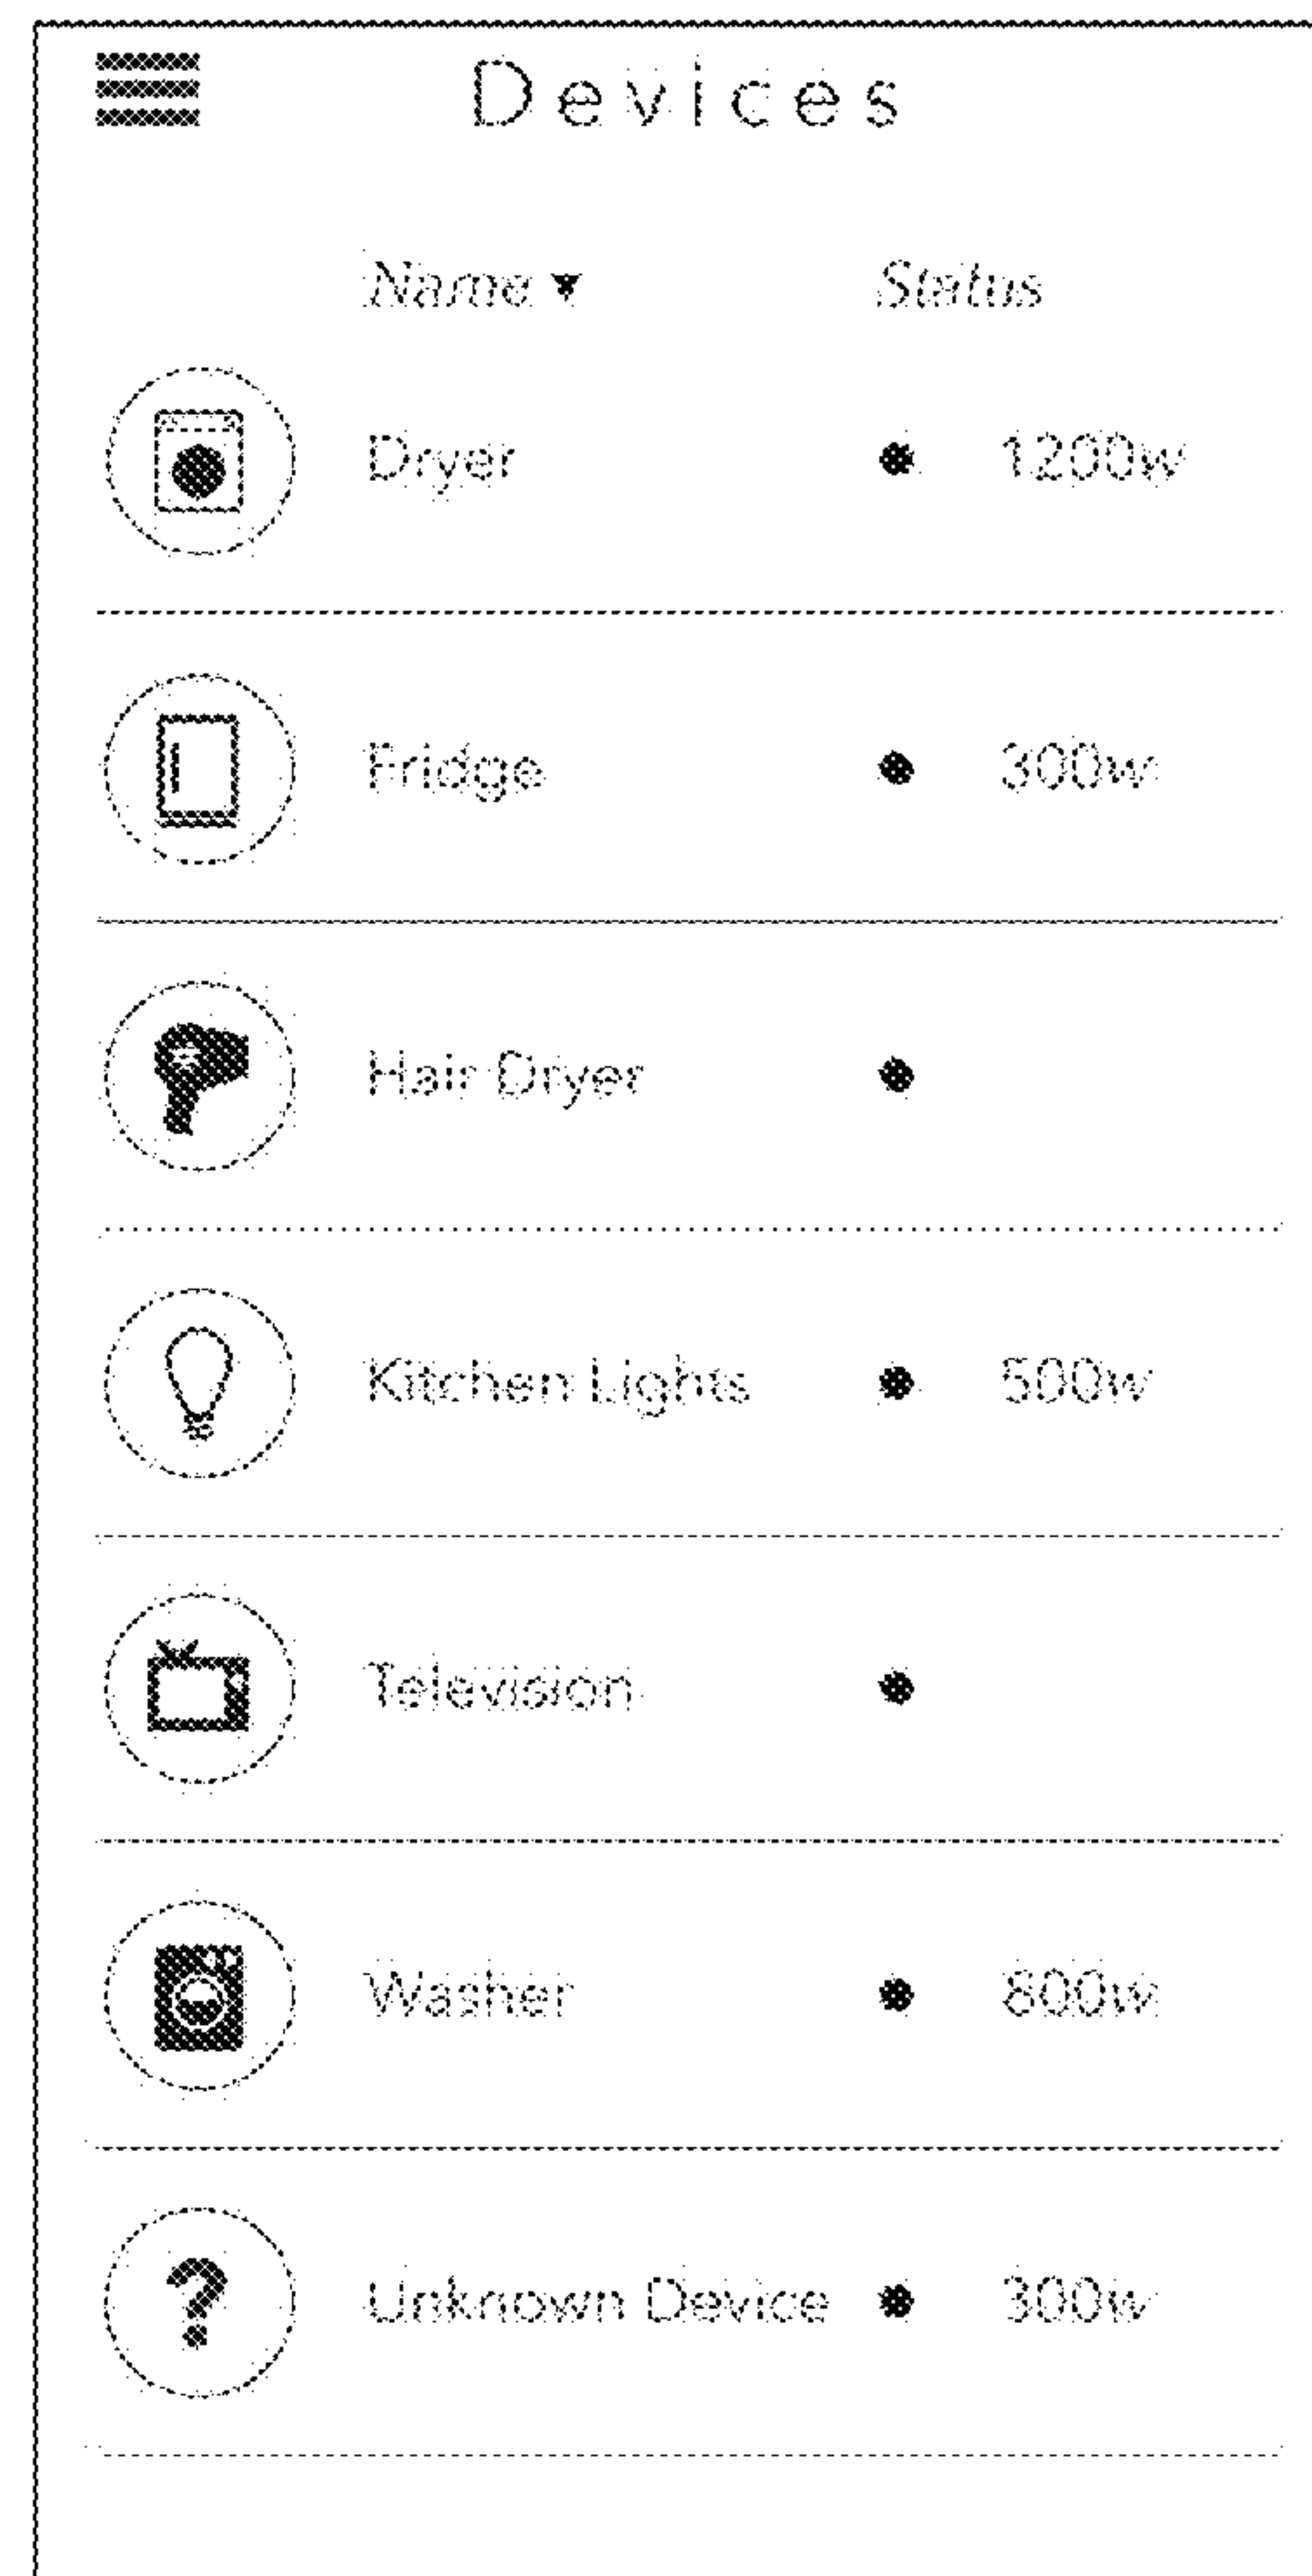 Devices
Name ▾ Status
Dryer 1200w
Fridge 300w
Hair Dryer
Kitchen Lights 500w
Television
Washer 800w
? Unknown Device 300w